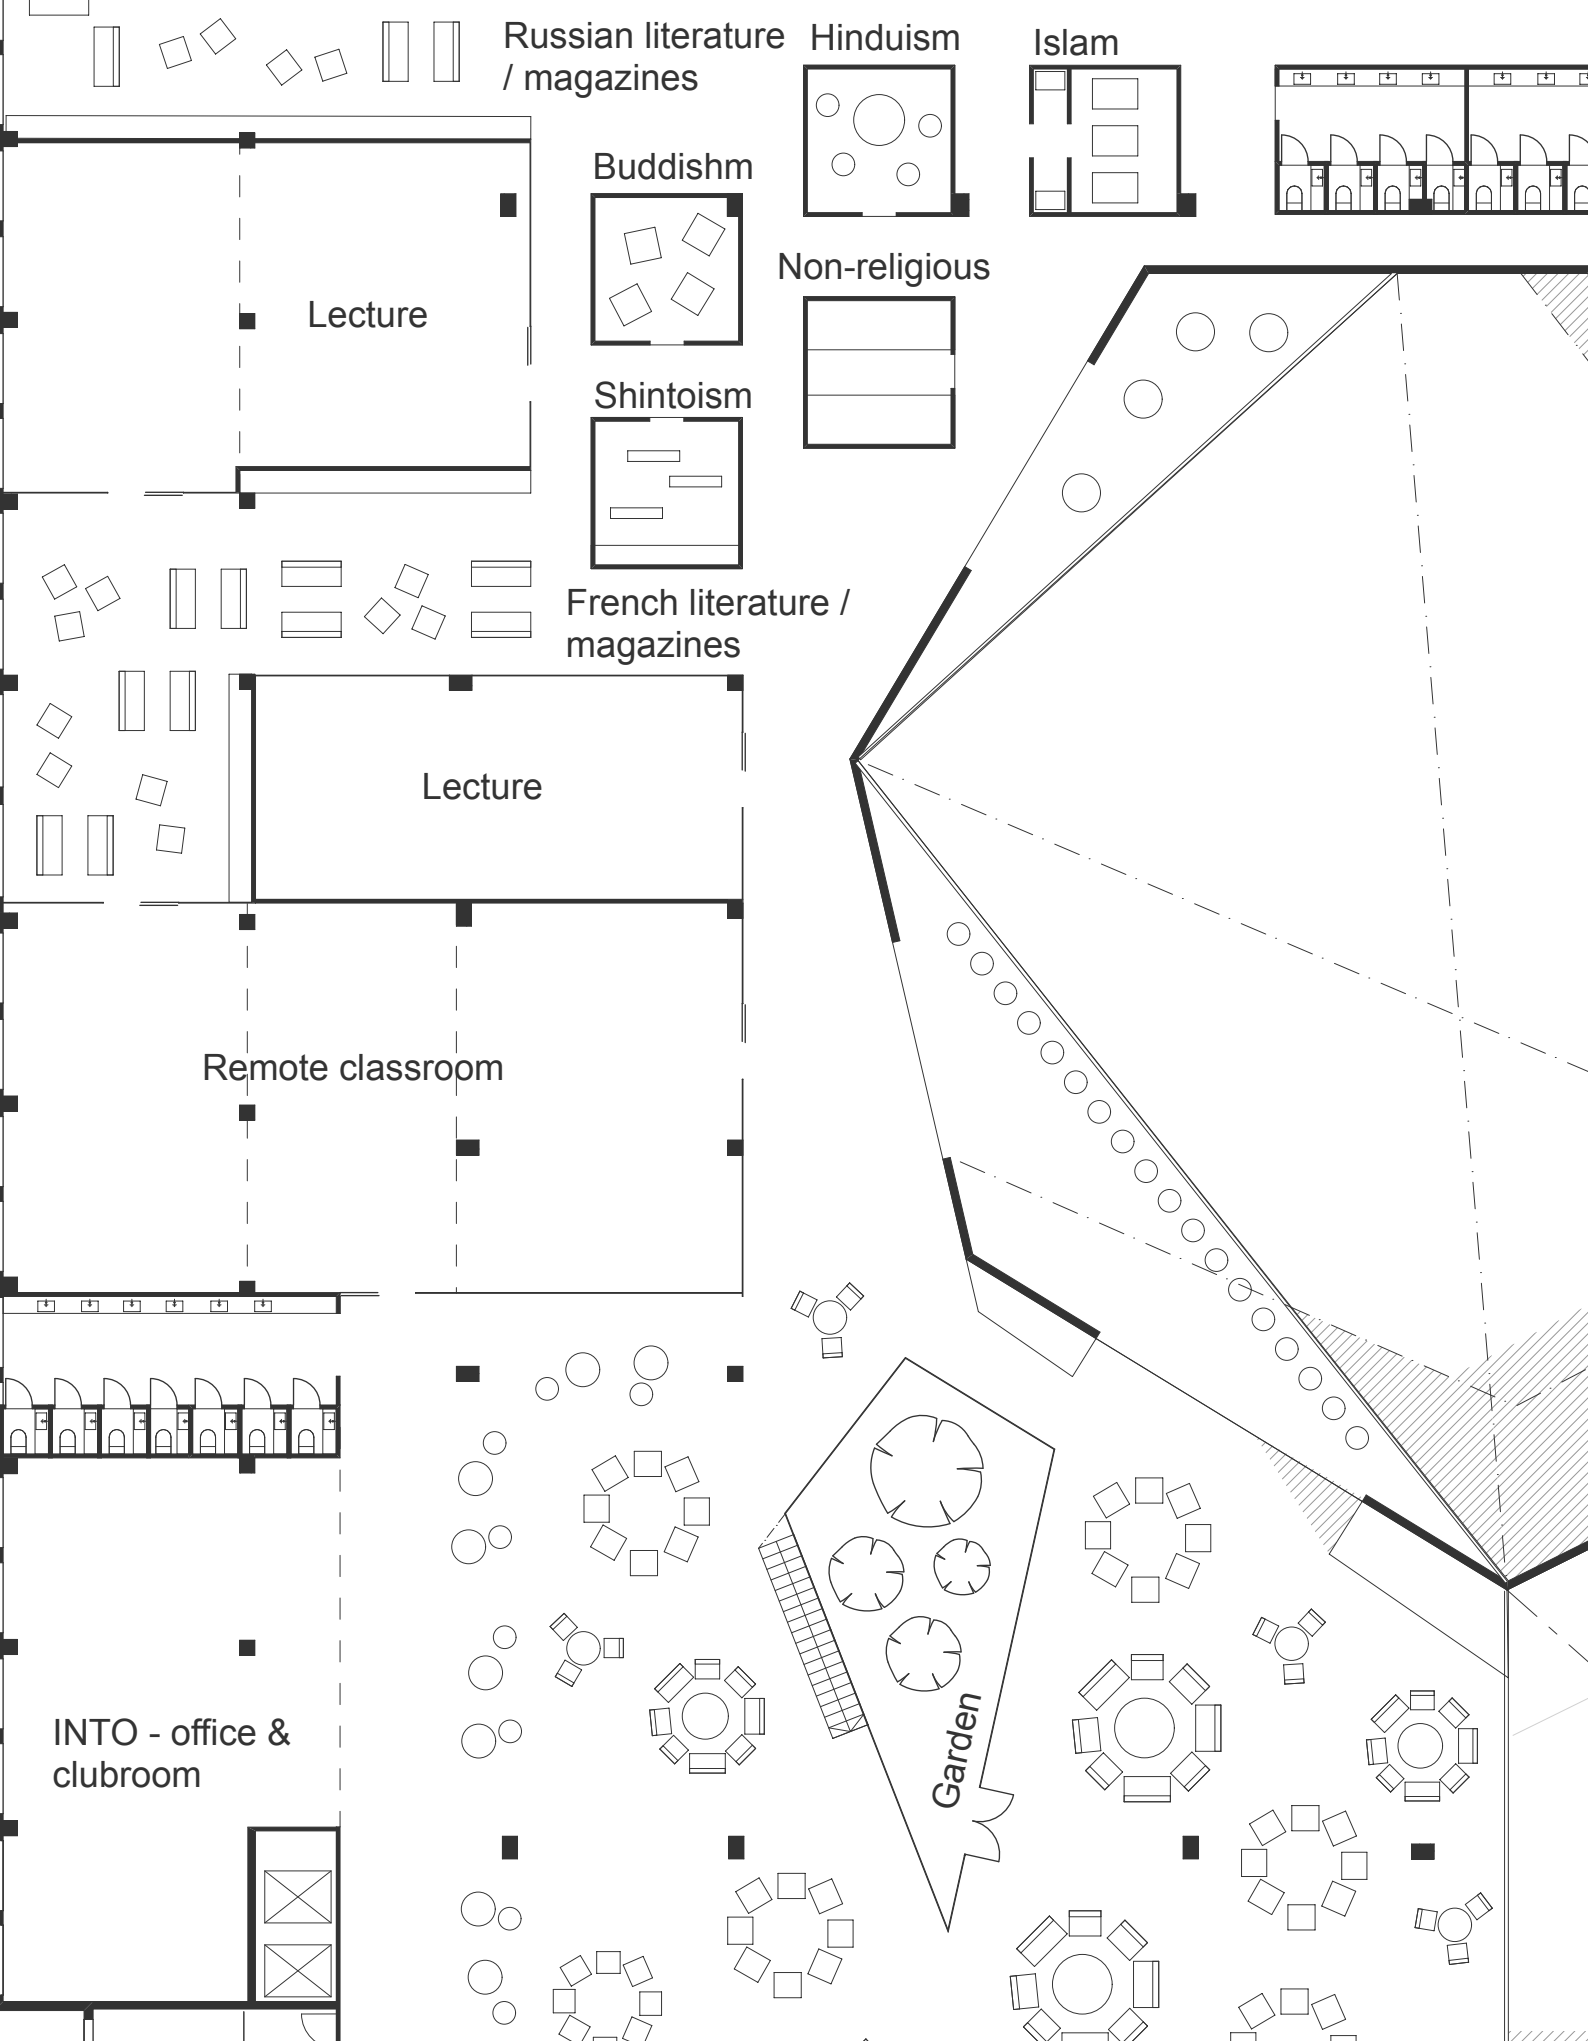 Russian literature
/ magazines
Hinduism
Islam
Buddishm
Non-religious
Lecture
Shintoism
French literature /
magazines
Lecture
Remote classroom
INTO - office &
clubroom
Garden